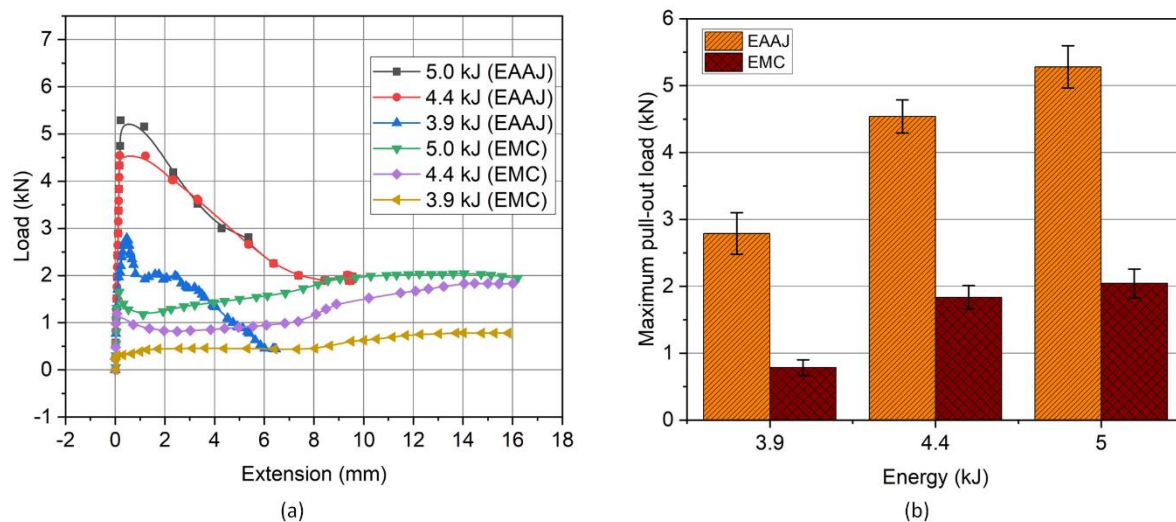 7
6
5
4
3
2
1
0
-1
Load (kN)
5.0 kJ (EAAJ)
4.4 kJ (EAAJ)
3.9 kJ (EAAJ)
5.0 kJ (EMC)
4.4 kJ (EMC)
3.9 kJ (EMC)
-2 0 2 4 6 8 10 12 14 16 18
Extension (mm)
(a)
6
5
4
3
2
1
0
Maximum pull-out load (kN)
EAAJ
EMC
3.9 4.4 5
Energy (kJ)
(b)